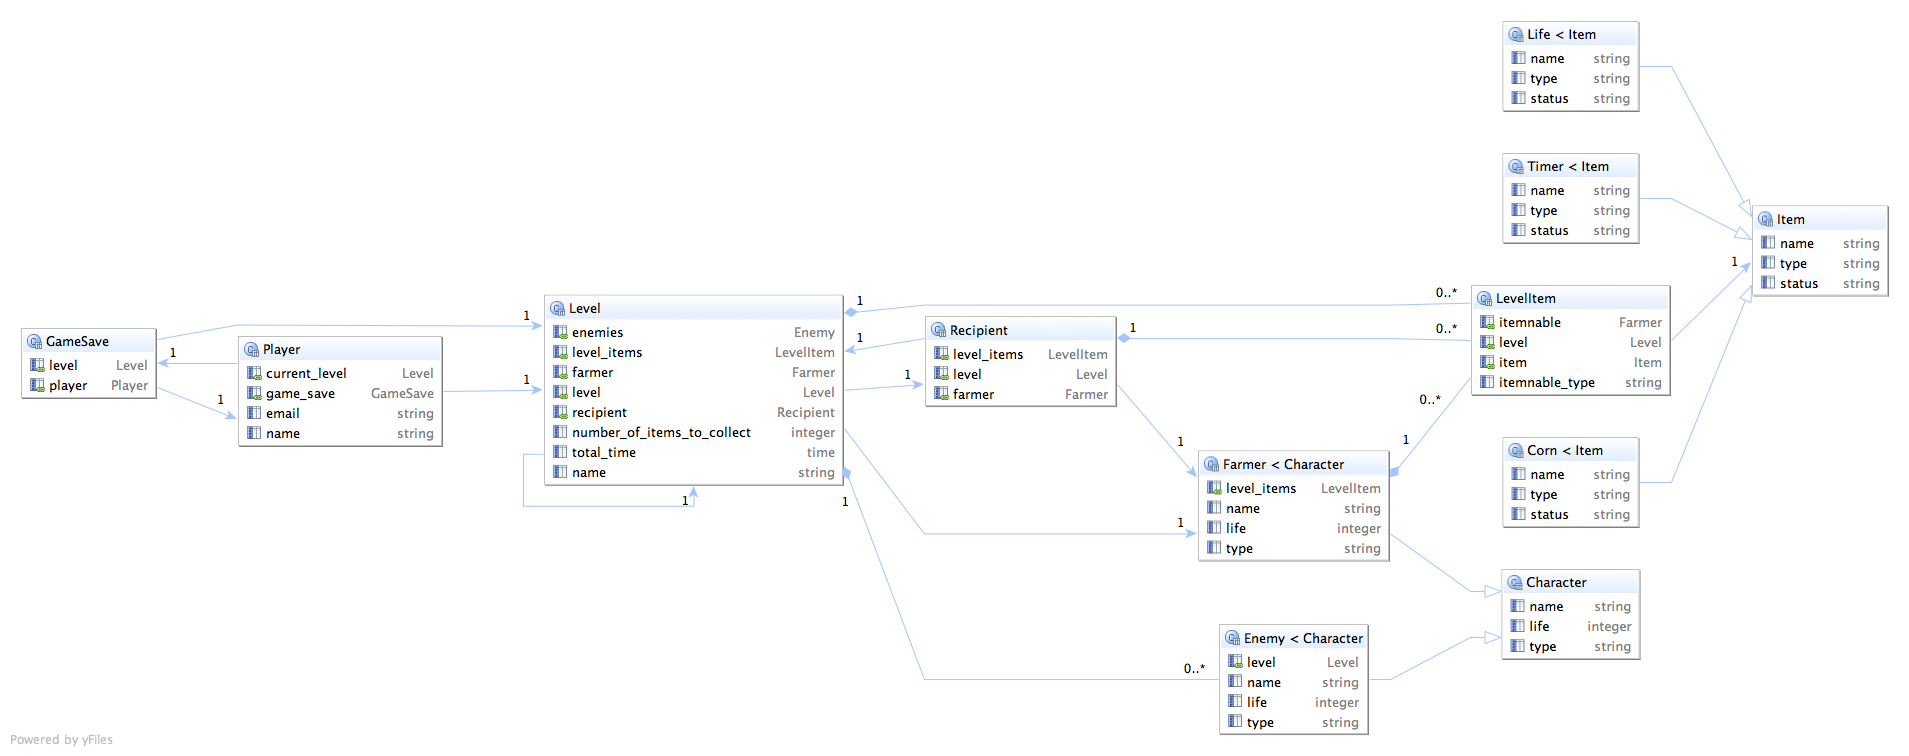 Life < Item
name string
type string
status string
Timer < Item
name string
type string
status string
Item
name string
type string
status string
1
GameSave
level Level
player Player
1
1
1
Player
current_level Level
game_save GameSave
email string
name string
1
Level
enemies Enemy
level_items LevelItem
farmer Farmer
level Level
recipient Recipient
number_of_items_to_collect integer
total_time time
name string
1
1
1
1
1
Recipient
level_items LevelItem
level Level
farmer Farmer
1
0..*
0..*
LevelItem
itemnable Farmer
level Level
item Item
itemnable_type string
0..*
1
1
1
Farmer < Character
level_items LevelItem
name string
life integer
type string
Corn < Item
name string
type string
status string
Character
name string
life integer
type string
0..*
Enemy < Character
level Level
name string
life integer
type string
Powered by yFiles